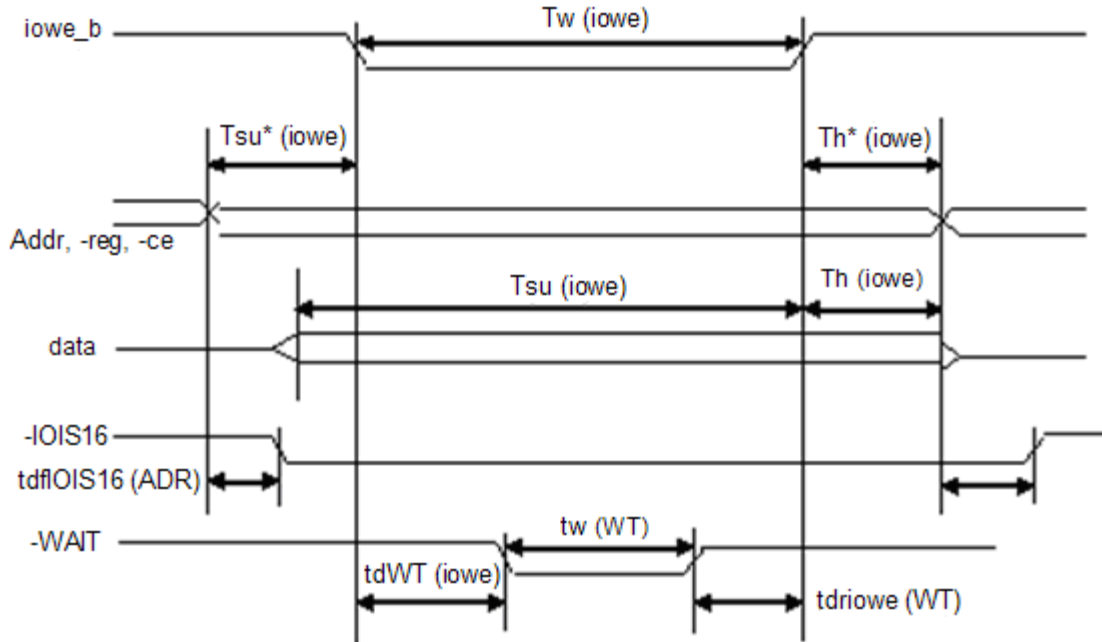 Tw (iowe)
iowe_b
Tsu* (iowe)
Th* (iowe)
Addr, -reg, -ce
Tsu (iowe)
Th (iowe)
data
-IOIS16
tdfIOIS16 (ADR)
-WAIT
tw (WT)
tdWT (iowe)
tdriowe (WT)